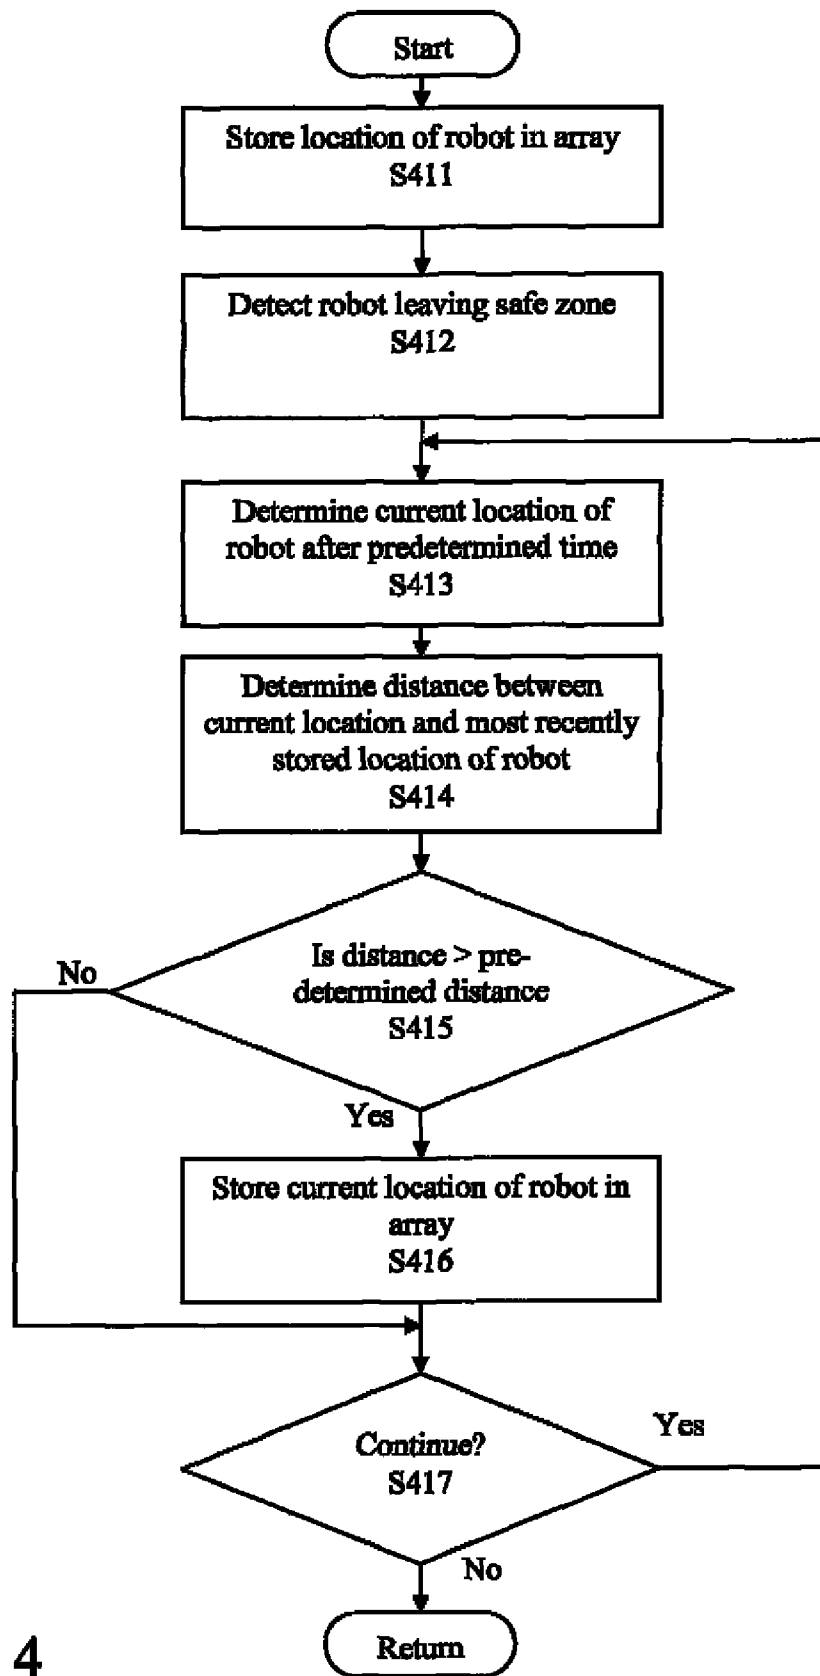 Start
Store location of robot in array
S411
Detect robot leaving safe zone
S412
Determine current location of
robot after predetermined time
S413
Determine distance between
current location and most recently
stored location of robot
S414
No
Is distance > pre-
determined distance
S415
Yes
Store current location of robot in
array
S416
Continue?
S417
Yes
No
Return
4